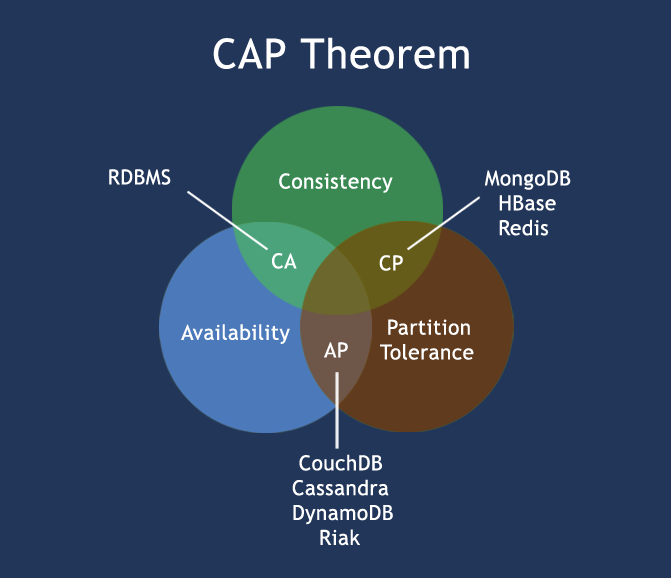 CAP Theorem
RDBMS
Consistency
MongoDB
HBase
Redis
CA
CP
Availability
Partition
Tolerance
AP
CouchDB
Cassandra
DynamoDB
Riak